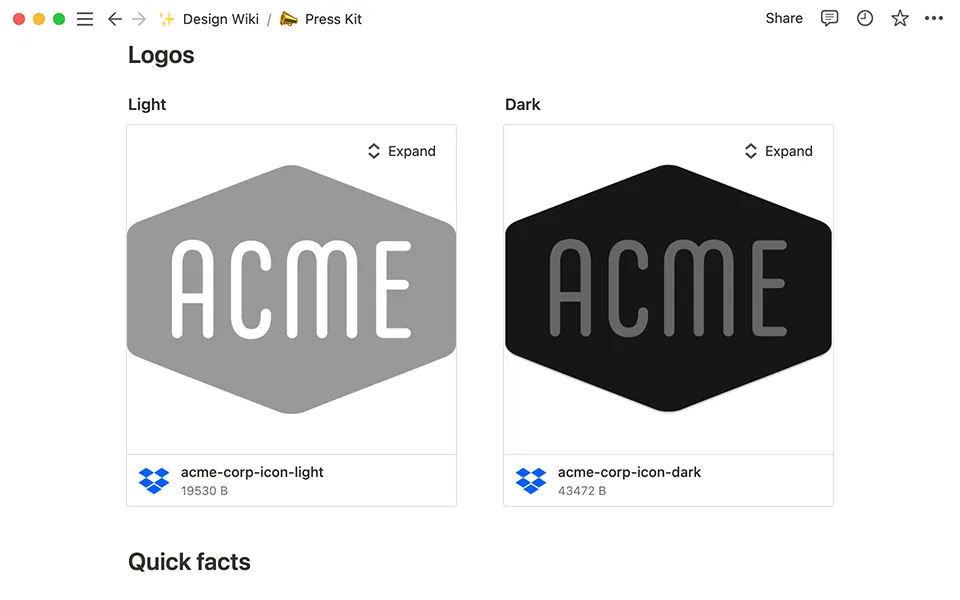 Design Wiki / Press Kit
Share
Logos
Light
Dark
Expand
Expand
ACME
ACME
acme-corp-icon-light
19530 B
acme-corp-icon-dark
43472 B
Quick facts